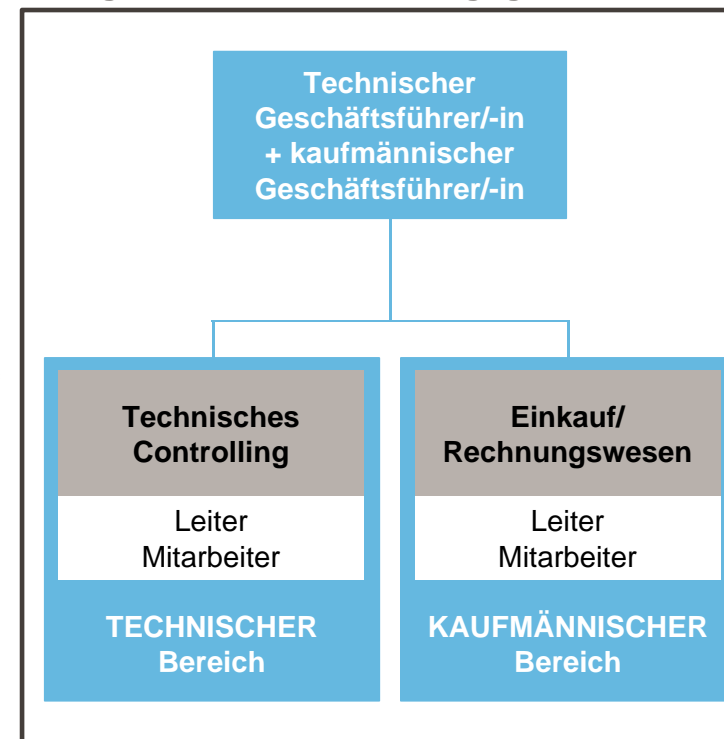 Technischer
Geschäftsführer/-in
+ kaufmännischer
Geschäftsführer/-in
Technisches
Controlling
Leiter
Mitarbeiter
TECHNISCHER
Bereich
Einkauf/
Rechnungswesen
Leiter
Mitarbeiter
KAUFMÄNNISCHER
Bereich